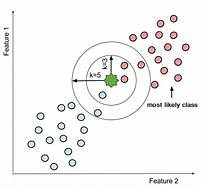 Feature 1
k=3
k=5
most likely class
Feature 2